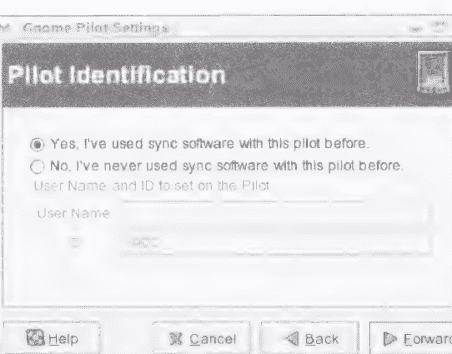 Gnome Pilot Settings
Pilot Identification
Yes, I've used sync software with this pilot before.
No, I've never used sync software with this pilot before.
User Name and ID to set on the Pilot
User Name
Help
Cancel
Back
Forward